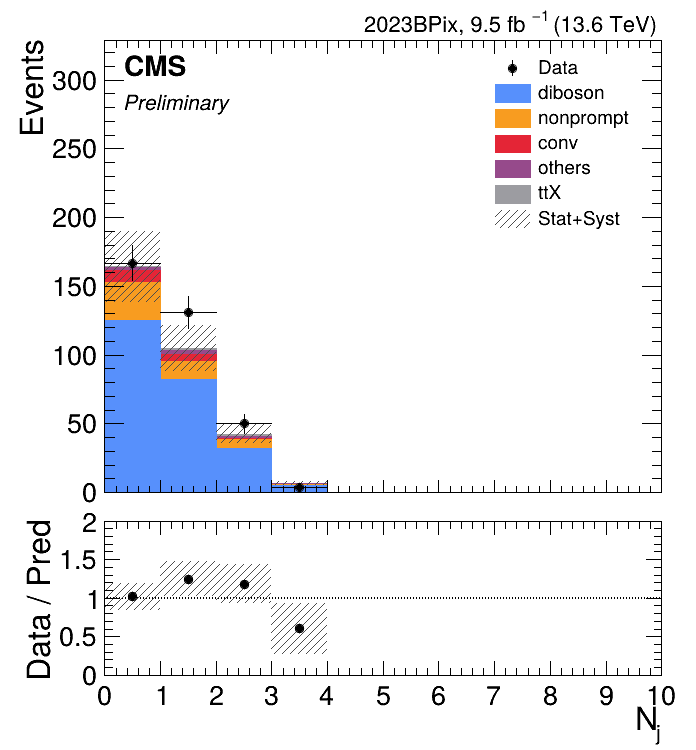 2023BPix, 9.5 fb⁻¹ (13.6 TeV)
CMS
Preliminary
Data
diboson
nonprompt
conv
others
ttX
Stat+Syst
Events
300
250
200
150
100
50
0
Data / Pred
2
1.5
1
0.5
0
0 1 2 3 4 5 6 7 8 9 10
N_j